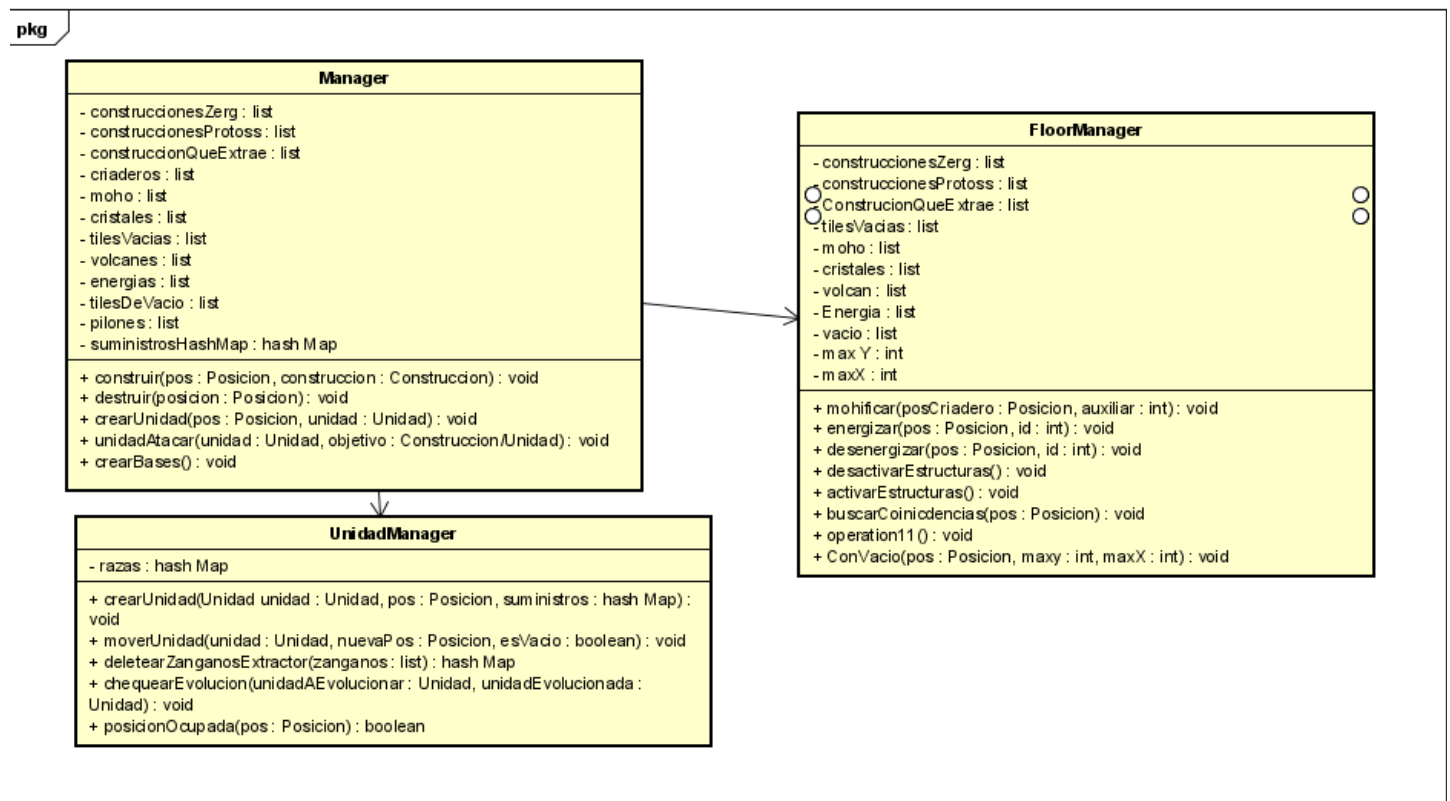 pkg
Manager
- construccionesZerg : list
- construccionesProtoss : list
- construccionQueExtrae : list
- criaderos : list
- moho : list
- cristales : list
- tilesVacias : list
- volcanes : list
- energias : list
- tilesDeVacio : list
- pilones : list
- suministrosHashMap : hash Map
+ construir(pos : Posicion, construccion : Construccion) : void
+ destruir(posicion : Posicion) : void
+ crearUnidad(pos : Posicion, unidad : Unidad) : void
+ unidadAtacar(unidad : Unidad, objetivo : Construccion/Unidad) : void
+ crearBases() : void
FloorManager
- construccionesZerg : list
- construccionesProtoss : list
- ConstrucionQueExtrae : list
- tilesVacias : list
- moho : list
- cristales : list
- volcan : list
- Energia : list
- vacio : list
- max Y : int
- maxX : int
+ mohificar(posCriadero : Posicion, auxiliar : int) : void
+ energizar(pos : Posicion, id : int) : void
+ desenergizar(pos : Posicion, id : int) : void
+ desactivarEstructuras() : void
+ activarEstructuras() : void
+ buscarCoinicdencias(pos : Posicion) : void
+ operation11() : void
+ ConVacio(pos : Posicion, maxy : int, maxX : int) : void
UnidadManager
- razas : hash Map
+ crearUnidad(Unidad unidad : Unidad, pos : Posicion, suministros : hash Map) :
void
+ moverUnidad(unidad : Unidad, nuevaPos : Posicion, esVacio : boolean) : void
+ deletearZanganosExtractor(zanganos : list) : hash Map
+ chequearEvolucion(unidadAEvolucionar : Unidad, unidadEvolucionada :
Unidad) : void
+ posicionOcupada(pos : Posicion) : boolean